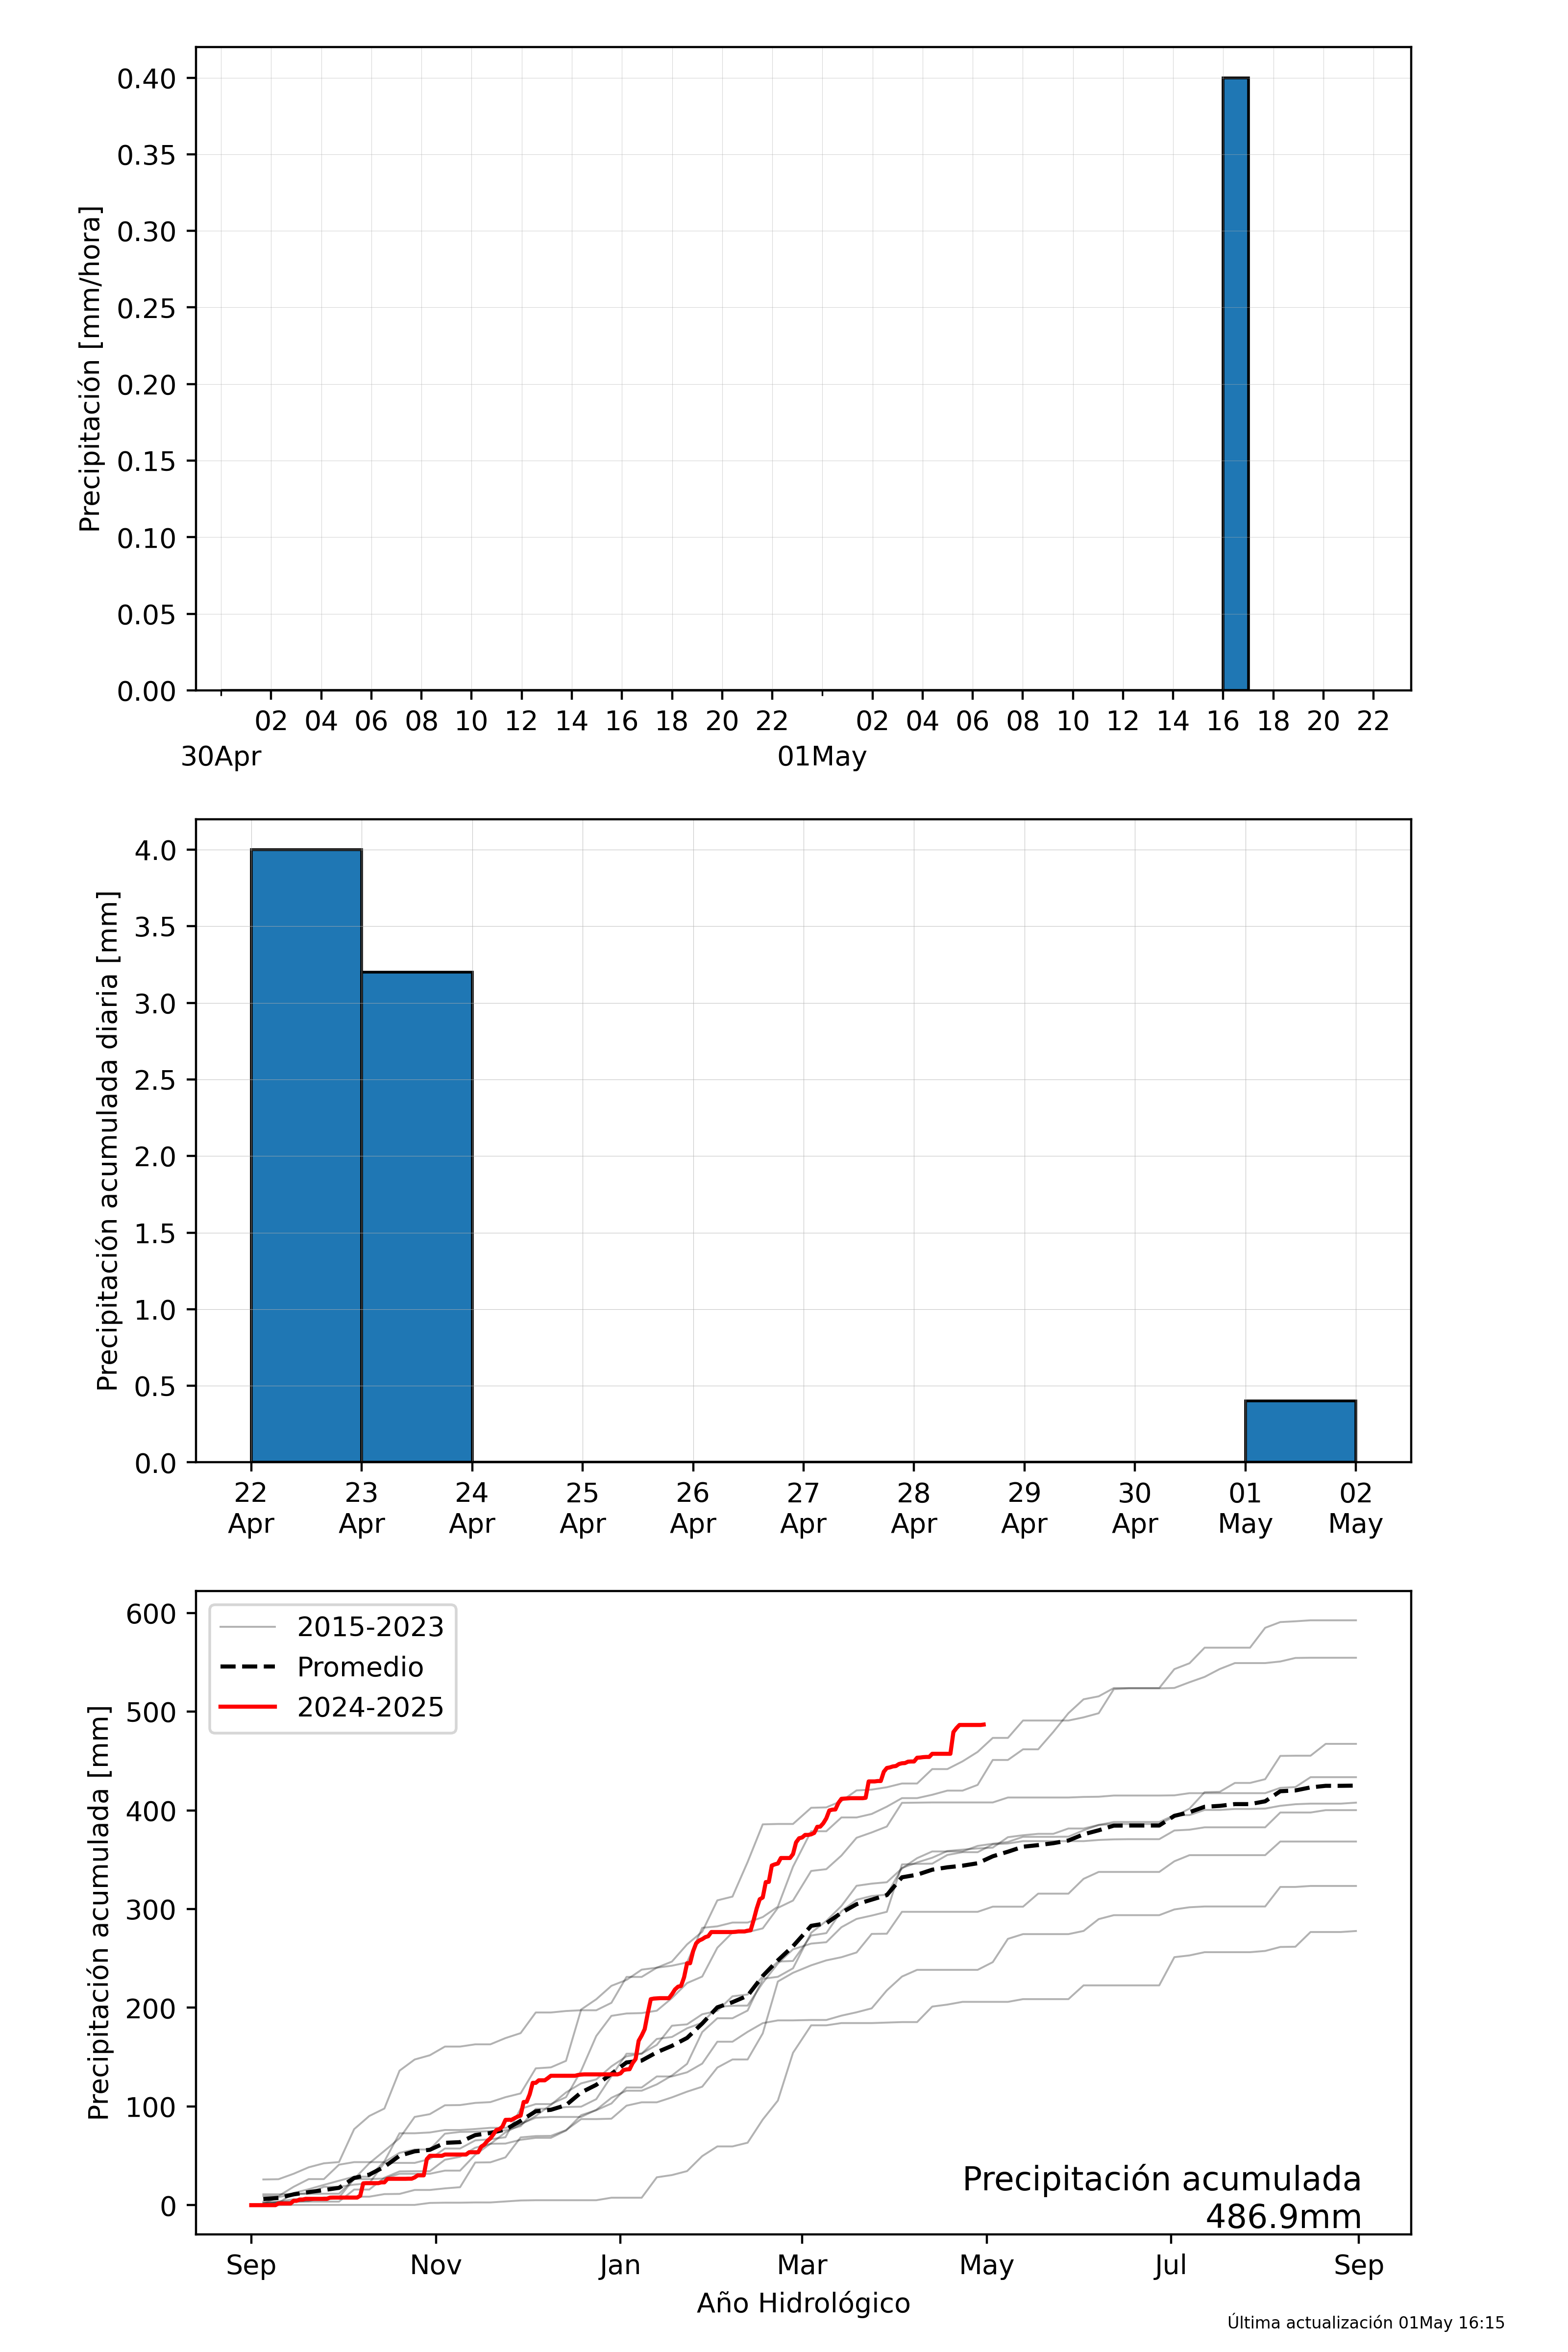 Precipitación [mm/hora]
0.40
0.35
0.30
0.25
0.20
0.15
0.10
0.05
0.00
02 04 06 08 10 12 14 16 18 20 22 02 04 06 08 10 12 14 16 18 20 22
30Apr 01May
Precipitación acumulada diaria [mm]
4.0
3.5
3.0
2.5
2.0
1.5
1.0
0.5
0.0
22 23 24 25 26 27 28 29 30 01 02
Apr Apr Apr Apr Apr Apr Apr Apr Apr May May
Precipitación acumulada [mm]
600
500
400
300
200
100
0
2015-2023
Promedio
2024-2025
Precipitación acumulada
486.9mm
Sep Nov Jan Mar May Jul Sep
Año Hidrológico
Última actualización 01May 16:15